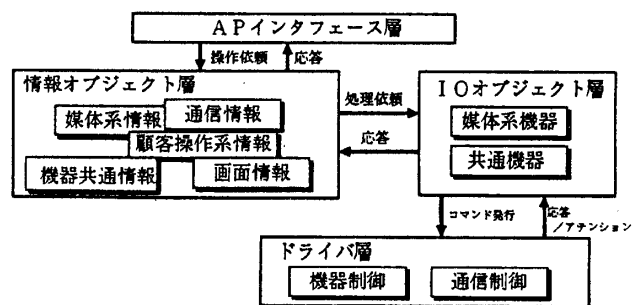 APインタフェース層
操作依頼
応答
情報オブジェクト層
媒体系情報
通信情報
顧客操作系情報
機器共通情報
画面情報
処理依頼
応答
IOオブジェクト層
媒体系機器
共通機器
コマンド発行
応答
/アテンション
ドライバ層
機器制御
通信制御